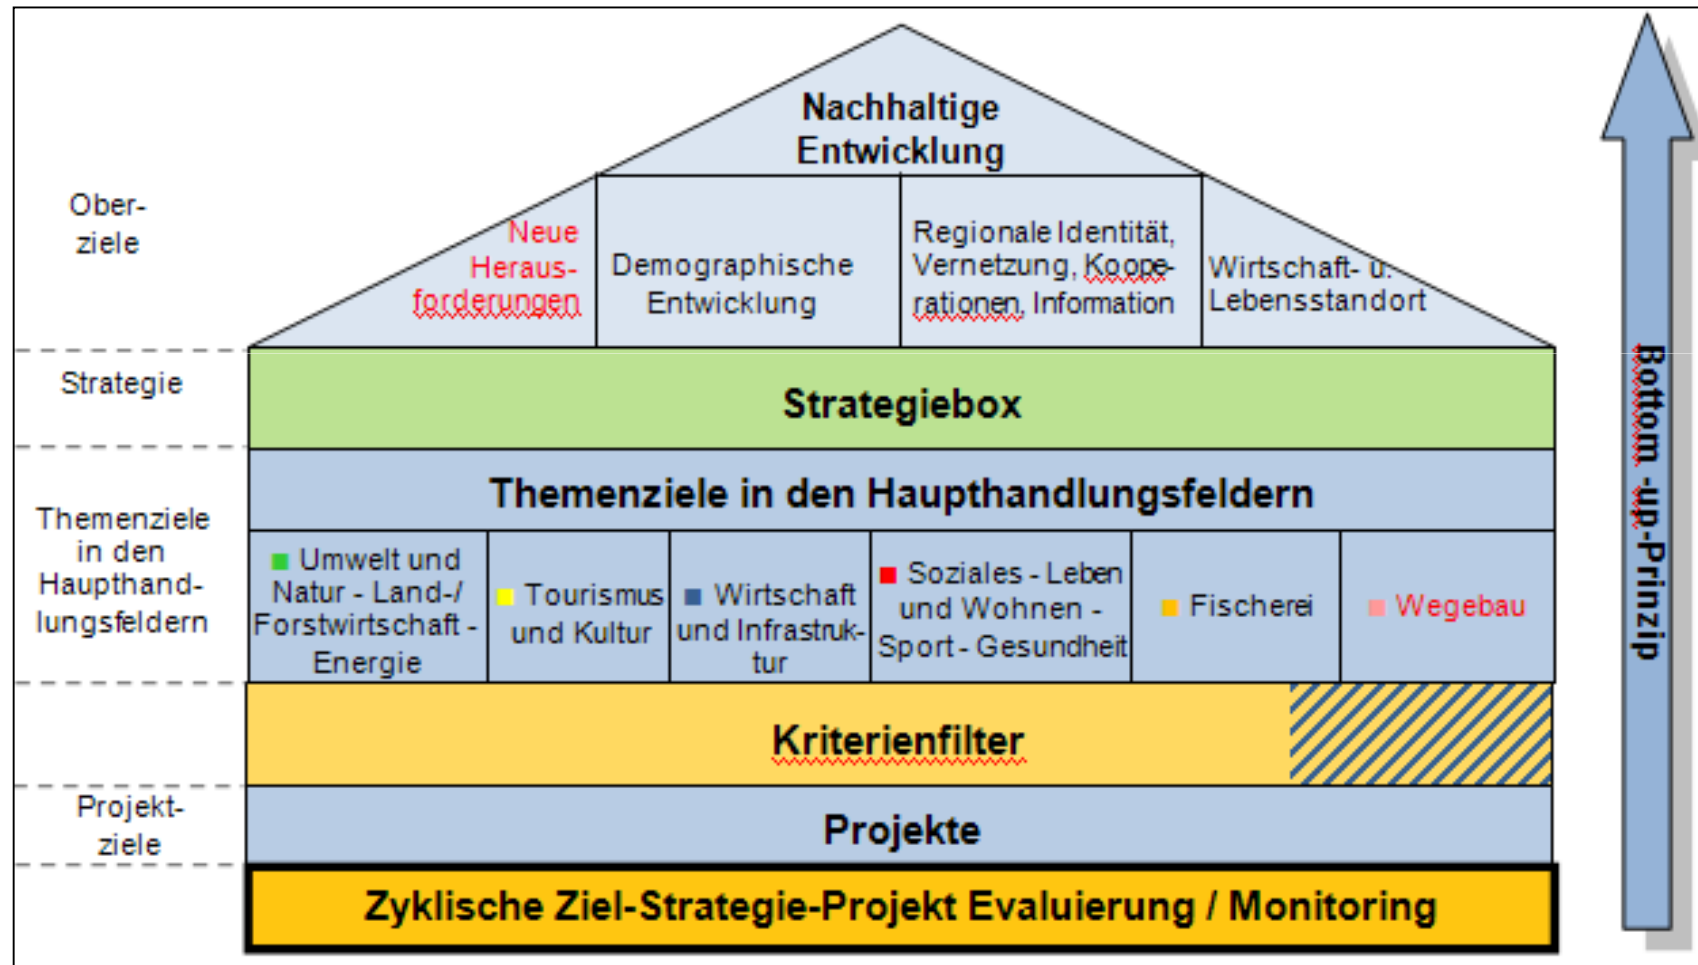 Nachhaltige
Entwicklung
Ober-
ziele
Neue
Heraus-
forderungen
Demographische
Entwicklung
Regionale Identität,
Vernetzung, Koope-
rationen, Information
Wirtschaft- u.
Lebensstandort
Strategie
Strategiebox
Themenziele in den Haupthandlungsfeldern
Themenziele
in den
Haupthand-
lungsfeldern
Umwelt und
Natur - Land-/
Forstwirtschaft -
Energie
Tourismus
und Kultur
Wirtschaft
und Infrastruk-
tur
Soziales - Leben
und Wohnen -
Sport - Gesundheit
Fischerei
Wegebau
Kriterienfilter
Projekt-
ziele
Projekte
Zyklische Ziel-Strategie-Projekt Evaluierung / Monitoring
Bottom -up-Prinzip